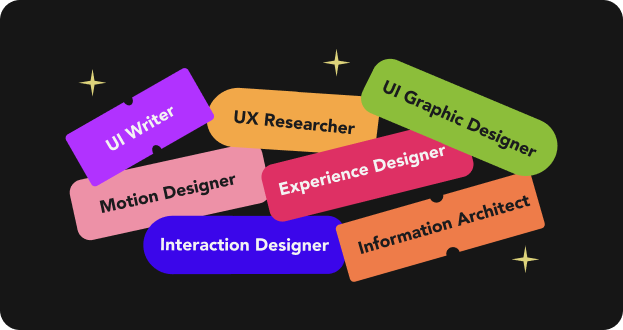 UI Writer
UX Researcher
UI Graphic Designer
Motion Designer
Experience Designer
Interaction Designer
Information Architect